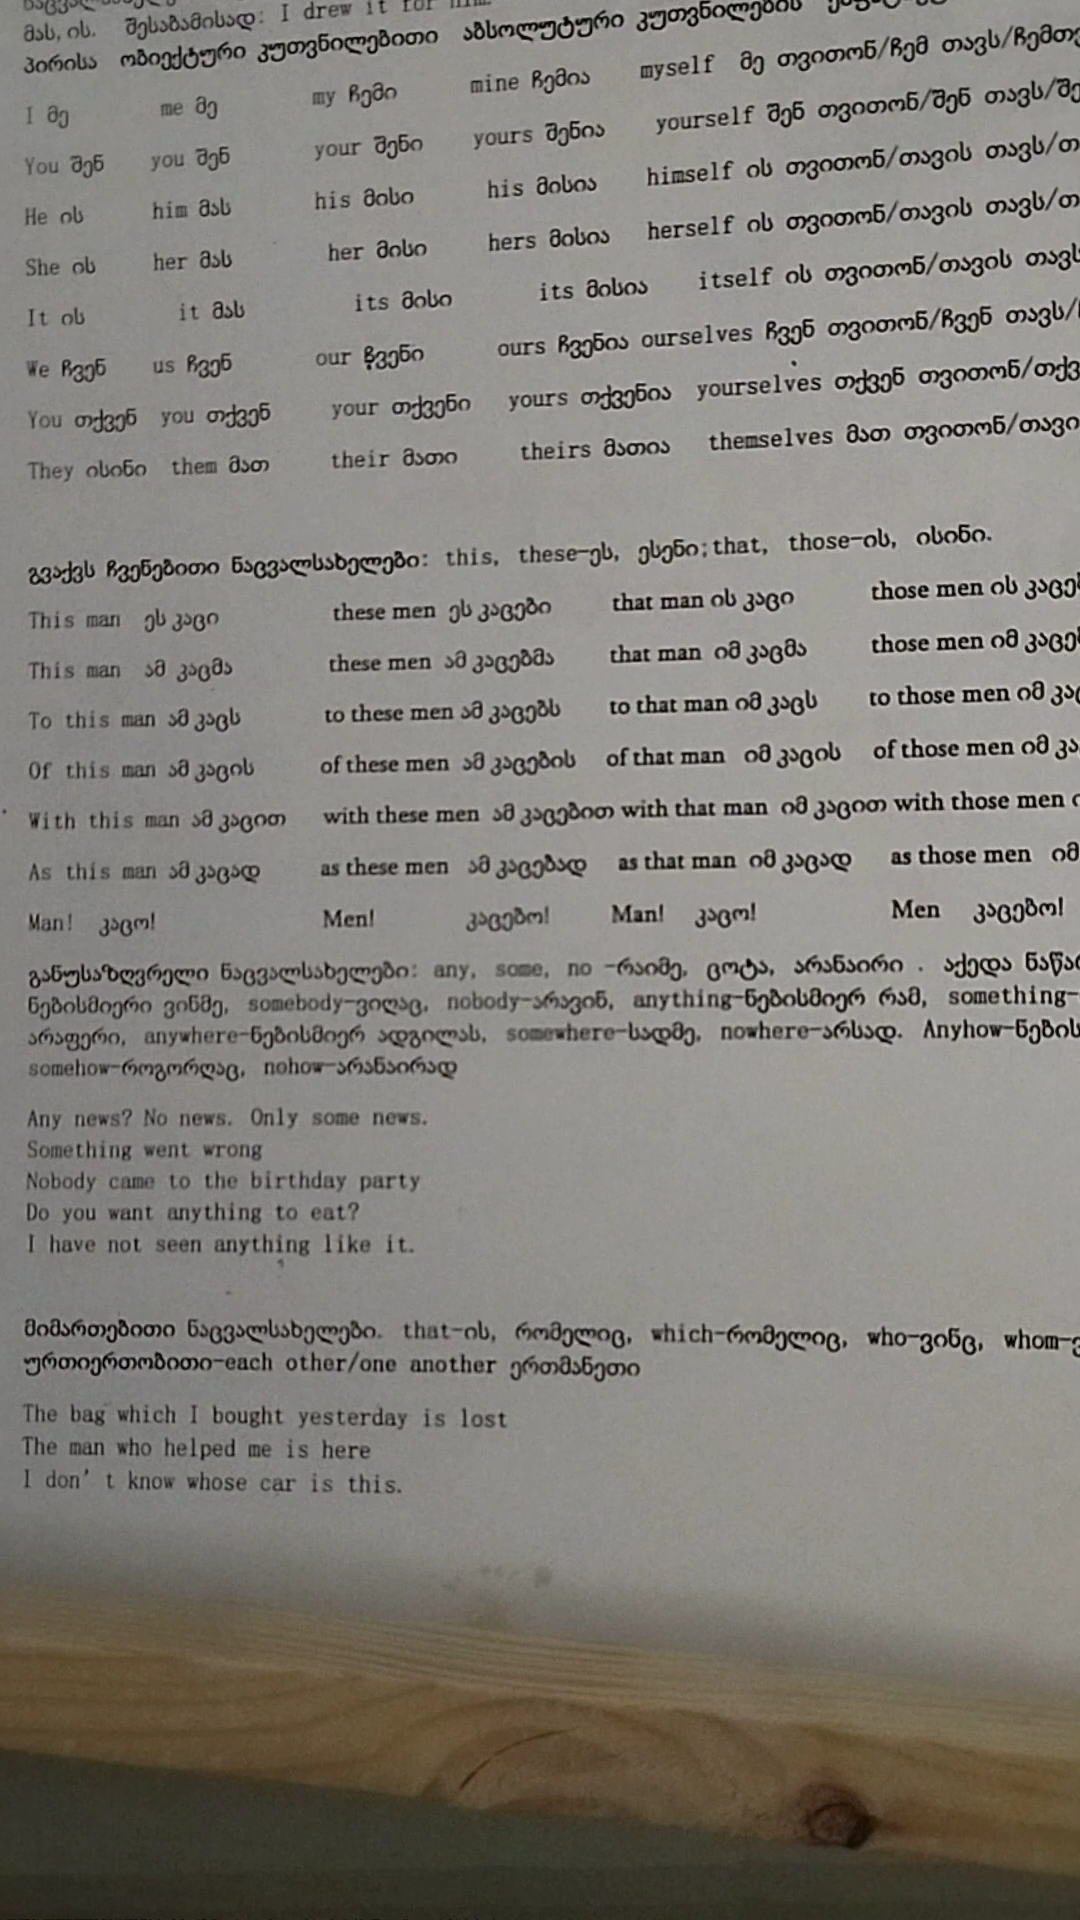 მას, ის. შესაბამისად: I drew it for him.
პირისა ობიექტური კუთვნილებითი აბსოლუტური კუთვნილების
I მე me მე my ჩემი mine ჩემია myself მე თვითონ/ჩემ თავს/ჩემთ
You შენ you შენ your შენი yours შენია yourself შენ თვითონ/შენ თავს/შე
He ის him მას his მისი his მისია himself ის თვითონ/თავის თავს/თ
She ის her მას her მისი hers მისია herself ის თვითონ/თავის თავს/თ
It ის it მას its მისი its მისია itself ის თვითონ/თავის თავს
We ჩვენ us ჩვენ our ჩვენი ours ჩვენია ourselves ჩვენ თვითონ/ჩვენ თავს/
You თქვენ you თქვენ your თქვენი yours თქვენია yourselves თქვენ თვითონ/თქვ
They ისინი them მათ their მათი theirs მათია themselves მათ თვითონ/თავი
გვაქვს ჩვენებითი ნაცვალსახელები: this, these-ეს, ესენი;that, those-ის, ისინი.
This man ეს კაცი these men ეს კაცები that man ის კაცი those men ის კაცე
This man ამ კაცმა these men ამ კაცებმა that man იმ კაცმა those men იმ კაცე
To this man ამ კაცს to these men ამ კაცებს to that man იმ კაცს to those men იმ კა
Of this man ამ კაცის of these men ამ კაცების of that man იმ კაცის of those men იმ კა
With this man ამ კაცით with these men ამ კაცებით with that man იმ კაცით with those men
As this man ამ კაცად as these men ამ კაცებად as that man იმ კაცად as those men იმ
Man! კაცო! Men! კაცებო! Man! კაცო! Men კაცებო!
განუსაზღვრელი ნაცვალსახელები: any, some, no -რაიმე, ცოტა, არანაირი . აქედა ნაწა
ნებისმიერი ვინმე, somebody-ვიღაც, nobody-არავინ, anything-ნებისმიერ რამ, something-
არაფერი, anywhere-ნებისმიერ ადგილას, somewhere-სადმე, nowhere-არსად. Anyhow-ნების
somehow-როგორღაც, nohow-არანაირად
Any news? No news. Only some news.
Something went wrong
Nobody came to the birthday party
Do you want anything to eat?
I have not seen anything like it.
მიმართებითი ნაცვალსახელები. that-ის, რომელიც, which-რომელიც, who-ვინც, whom-
ურთიერთობითი-each other/one another ერთმანეთი
The bag which I bought yesterday is lost
The man who helped me is here
I don't know whose car is this.